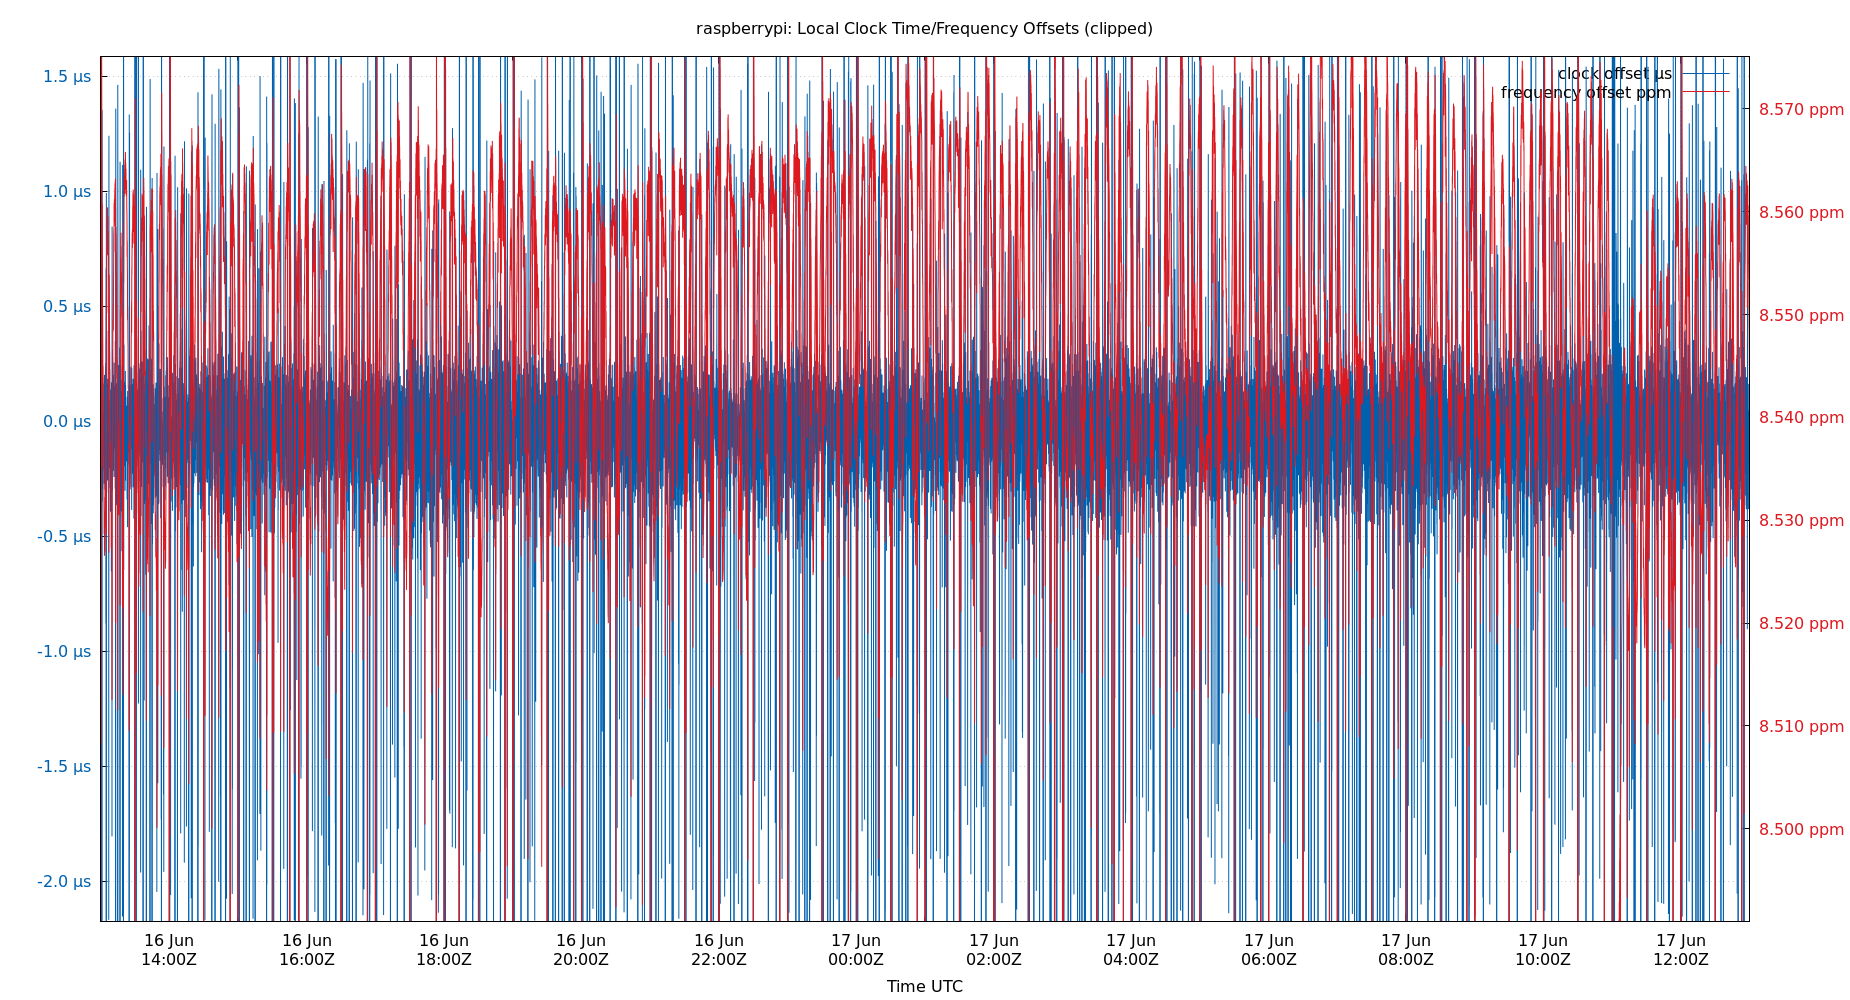 raspberrypi: Local Clock Time/Frequency Offsets (clipped)
clock offset µs
frequency offset ppm
1.5 µs
1.0 µs
0.5 µs
0.0 µs
-0.5 µs
-1.0 µs
-1.5 µs
-2.0 µs
8.570 ppm
8.560 ppm
8.550 ppm
8.540 ppm
8.530 ppm
8.520 ppm
8.510 ppm
8.500 ppm
16 Jun 16 Jun 16 Jun 16 Jun 16 Jun 17 Jun 17 Jun 17 Jun 17 Jun 17 Jun 17 Jun 17 Jun
14:00Z 16:00Z 18:00Z 20:00Z 22:00Z 00:00Z 02:00Z 04:00Z 06:00Z 08:00Z 10:00Z 12:00Z
Time UTC